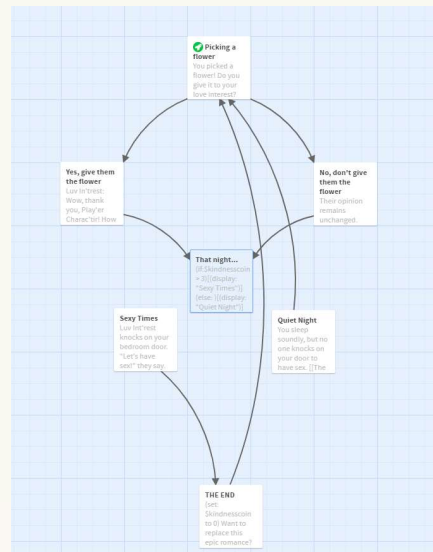 Picking a
flower
You picked a
flower! Do you
give it to your
love interest?
Yes, give them
the flower
Luv In'trest:
Wow, thank
you, Play'er
Charac'tir! How
No, don't give
them the
flower
Their opinion
remains
unchanged.
That night...
(if:$kindnesscoin
= 3)[(display:
"Sexy Times")]
(else: )[(display:
"Quiet Night")]
Sexy Times
Luv Int'rest
knocks on your
bedroom door.
"Let's have
sex!" they say.
Quiet Night
You sleep
soundly, but no
one knocks on
your door to
have sex. [[The
THE END
(set:
$kindnesscoin
to 0) Want to
replace this
epic romance?